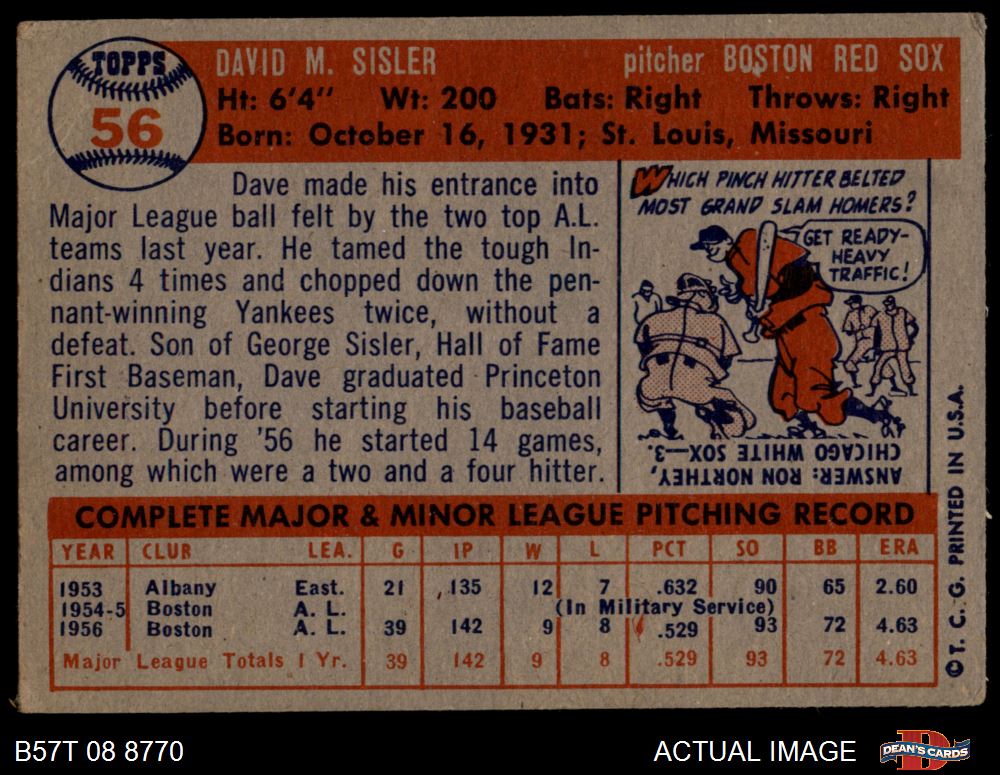 TOPPS
56
DAVID M. SISLER pitcher BOSTON RED SOX
Ht: 6'4" Wt: 200 Bats: Right Throws: Right
Born: October 16, 1931; St. Louis, Missouri
Dave made his entrance into
Major League ball felt by the two top A.L.
teams last year. He tamed the tough In-
dians 4 times and chopped down the pen-
nant-winning Yankees twice, without a
defeat. Son of George Sisler, Hall of Fame
First Baseman, Dave graduated Princeton
University before starting his baseball
career. During '56 he started 14 games,
among which were a two and a four hitter.
WHICH PINCH HITTER BELTED
MOST GRAND SLAM HOMERS?
GET READY-
HEAVY
TRAFFIC!
ANSWER: RON NORTHEY,
CHICAGO WHITE SOX—3.
COMPLETE MAJOR & MINOR LEAGUE PITCHING RECORD
YEAR CLUB LEA. G IP W L PCT SO BB ERA
1953 Albany East. 21 135 12 7 .632 90 65 2.60
1954-5 Boston A. L. (In Military Service)
1956 Boston A. L. 39 142 9 8 .529 93 72 4.63
Major League Totals 1 Yr. 39 142 9 8 .529 93 72 4.63
©T. C. G. PRINTED IN U.S.A.
B57T 08 8770 ACTUAL IMAGE
D
DEAN'S CARDS